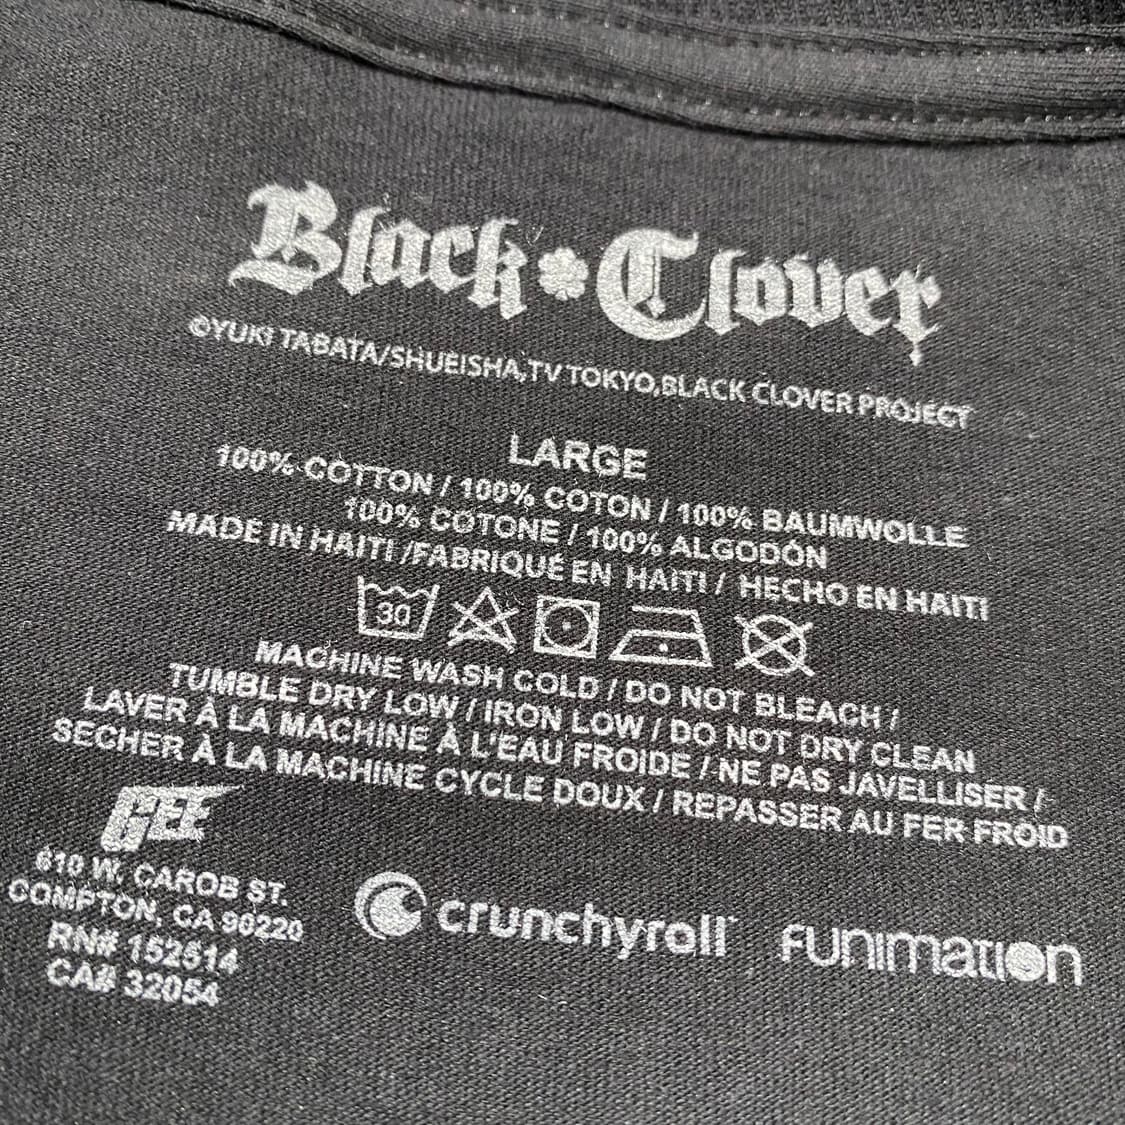 Black Clover
©YUKI TABATA/SHUEISHA,TV TOKYO,BLACK CLOVER PROJECT
LARGE
100% COTTON / 100% COTON / 100% BAUMWOLLE
100% COTONE / 100% ALGODÓN
MADE IN HAITI /FABRIQUÉ EN HAITI / HECHO EN HAITI
30
MACHINE WASH COLD / DO NOT BLEACH /
TUMBLE DRY LOW / IRON LOW / DO NOT DRY CLEAN
LAVER À LA MACHINE À L'EAU FROIDE / NE PAS JAVELLISER /
SECHER À LA MACHINE CYCLE DOUX / REPASSER AU FER FROID
GEE
610 W. CAROB ST.
COMPTON, CA 90220
RN# 152514
CA# 32054
crunchyroll
FUNIMATION